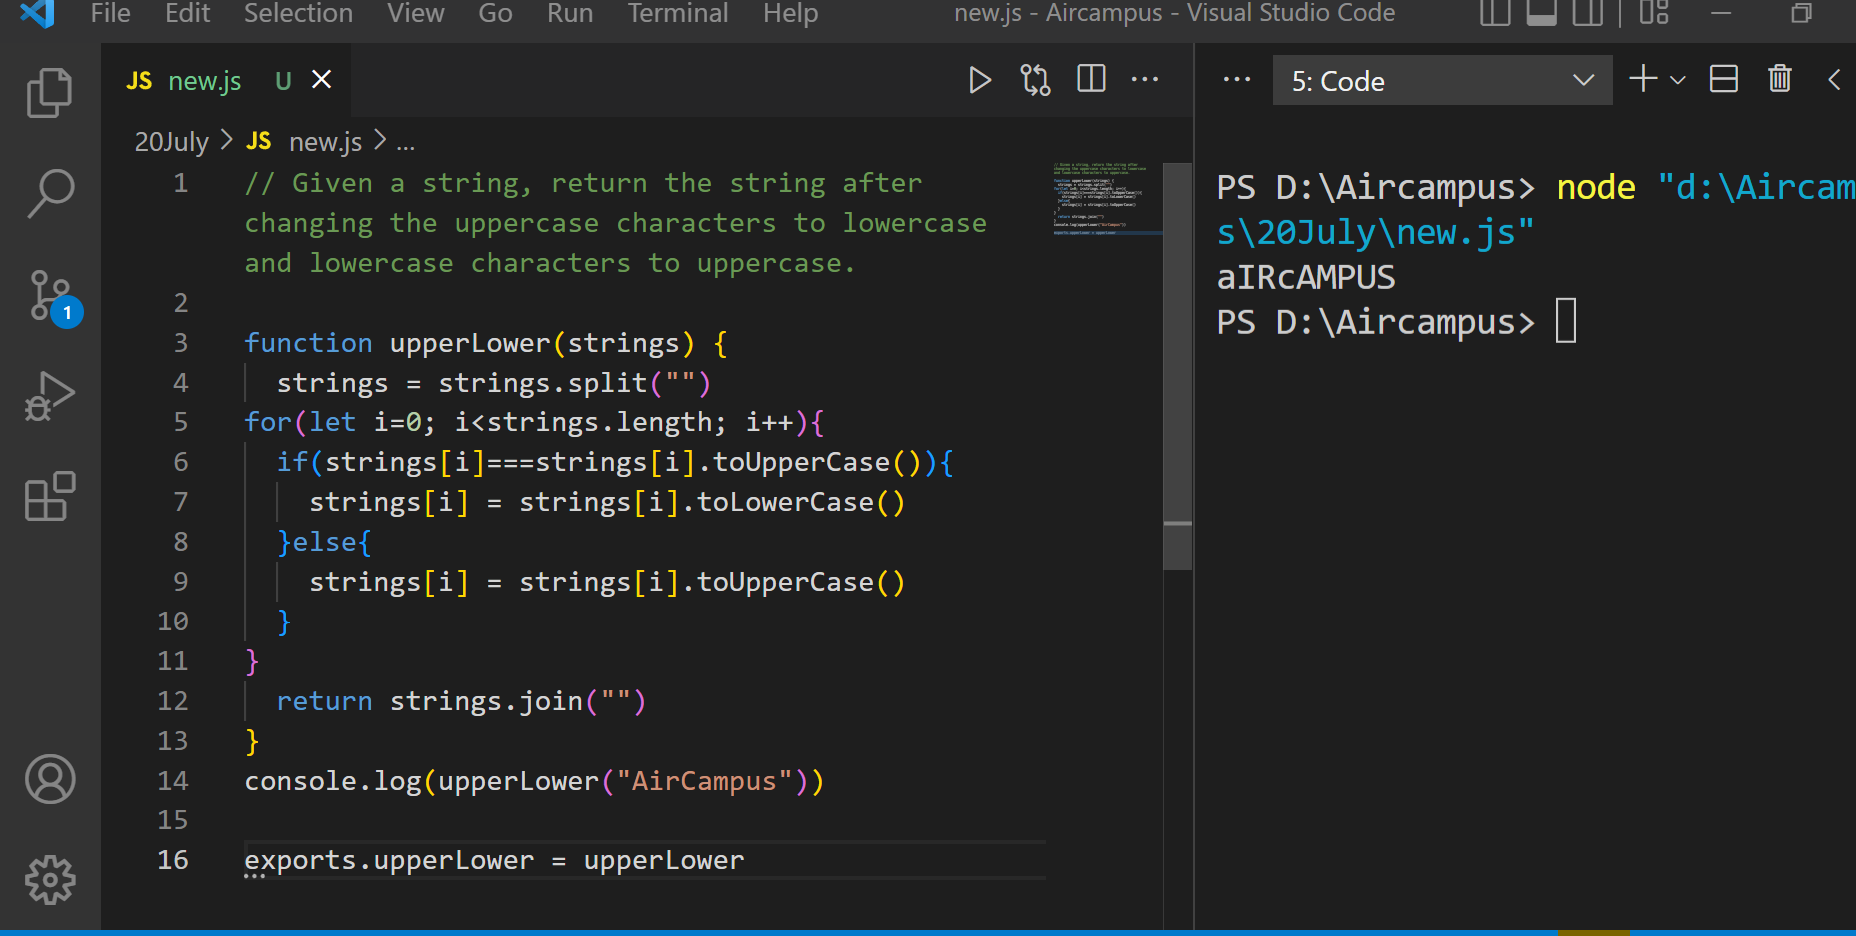 File Edit Selection View Go Run Terminal Help new.js - Aircampus - Visual Studio Code
JS new.js U
20July > JS new.js > ...
1 // Given a string, return the string after
changing the uppercase characters to lowercase
and lowercase characters to uppercase.
2
3 function upperLower(strings) {
4 strings = strings.split("")
5 for(let i=0; i<strings.length; i++){
6 if(strings[i]===strings[i].toUpperCase()){
7 strings[i] = strings[i].toLowerCase()
8 }else{
9 strings[i] = strings[i].toUpperCase()
10 }
11 }
12 return strings.join("")
13 }
14 console.log(upperLower("AirCampus"))
15
16 exports.upperLower = upperLower
1
5: Code
PS D:\Aircampus> node "d:\Aircam
s\20July\new.js"
aIRcAMPUS
PS D:\Aircampus>